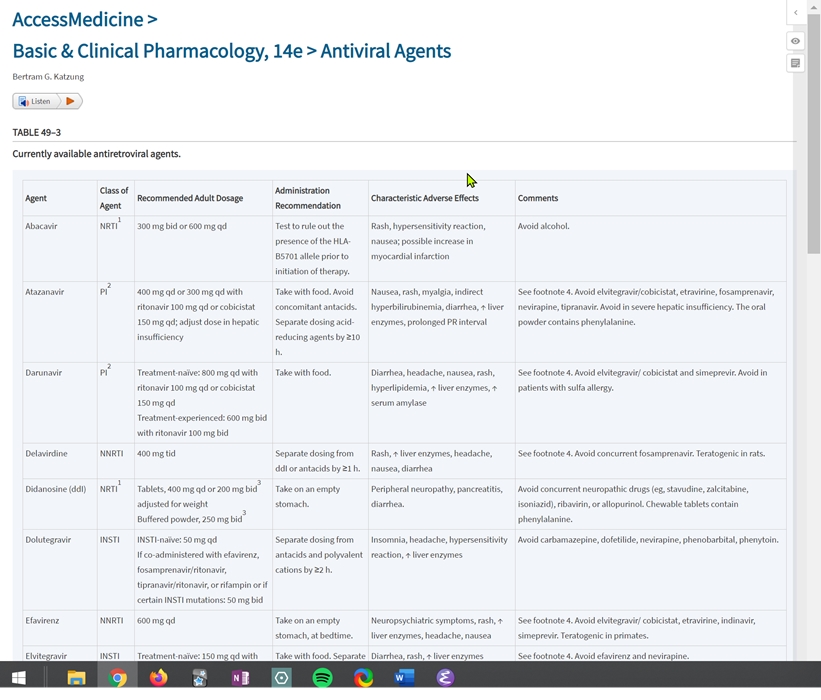 AccessMedicine >
Basic & Clinical Pharmacology, 14e > Antiviral Agents
Bertram G. Katzung
Listen
TABLE 49–3
Currently available antiretroviral agents.
Agent
Class of
Agent
Recommended Adult Dosage
Administration
Recommendation
Characteristic Adverse Effects
Comments
Abacavir
NRTI1
300 mg bid or 600 mg qd
Test to rule out the
presence of the HLA-
B5701 allele prior to
initiation of therapy.
Rash, hypersensitivity reaction,
nausea; possible increase in
myocardial infarction
Avoid alcohol.
Atazanavir
PI2
400 mg qd or 300 mg qd with
ritonavir 100 mg qd or cobicistat
150 mg qd; adjust dose in hepatic
insufficiency
Take with food. Avoid
concomitant antacids.
Separate dosing acid-
reducing agents by ≥10
h.
Nausea, rash, myalgia, indirect
hyperbilirubinemia, diarrhea, ↑ liver
enzymes, prolonged PR interval
See footnote 4. Avoid elvitegravir/cobicistat, etravirine, fosamprenavir,
nevirapine, tipranavir. Avoid in severe hepatic insufficiency. The oral
powder contains phenylalanine.
Darunavir
PI2
Treatment-naïve: 800 mg qd with
ritonavir 100 mg qd or cobicistat
150 mg qd
Treatment-experienced: 600 mg bid
with ritonavir 100 mg bid
Take with food.
Diarrhea, headache, nausea, rash,
hyperlipidemia, ↑ liver enzymes, ↑
serum amylase
See footnote 4. Avoid elvitegravir/ cobicistat and simeprevir. Avoid in
patients with sulfa allergy.
Delavirdine
NNRTI
400 mg tid
Separate dosing from
ddI or antacids by ≥1 h.
Rash, ↑ liver enzymes, headache,
nausea, diarrhea
See footnote 4. Avoid concurrent fosamprenavir. Teratogenic in rats.
Didanosine (ddI)
NRTI1
Tablets, 400 mg qd or 200 mg bid3
adjusted for weight
Buffered powder, 250 mg bid3
Take on an empty
stomach.
Peripheral neuropathy, pancreatitis,
diarrhea.
Avoid concurrent neuropathic drugs (eg, stavudine, zalcitabine,
isoniazid), ribavirin, or allopurinol. Chewable tablets contain
phenylalanine.
Dolutegravir
INSTI
INSTI-naïve: 50 mg qd
If co-administered with efavirenz,
fosamprenavir/ritonavir,
tipranavir/ritonavir, or rifampin or if
certain INSTI mutations: 50 mg bid
Separate dosing from
antacids and polyvalent
cations by ≥2 h.
Insomnia, headache, hypersensitivity
reaction, ↑ liver enzymes
Avoid carbamazepine, dofetilide, nevirapine, phenobarbital, phenytoin.
Efavirenz
NNRTI
600 mg qd
Take on an empty
stomach, at bedtime.
Neuropsychiatric symptoms, rash, ↑
liver enzymes, headache, nausea
See footnote 4. Avoid elvitegravir/ cobicistat, etravirine, indinavir,
simeprevir. Teratogenic in primates.
Elvitegravir
INSTI
Treatment-naïve: 150 mg qd with
Take with food. Separate
Diarrhea, rash, ↑ liver enzymes
See footnote 4. Avoid efavirenz and nevirapine.